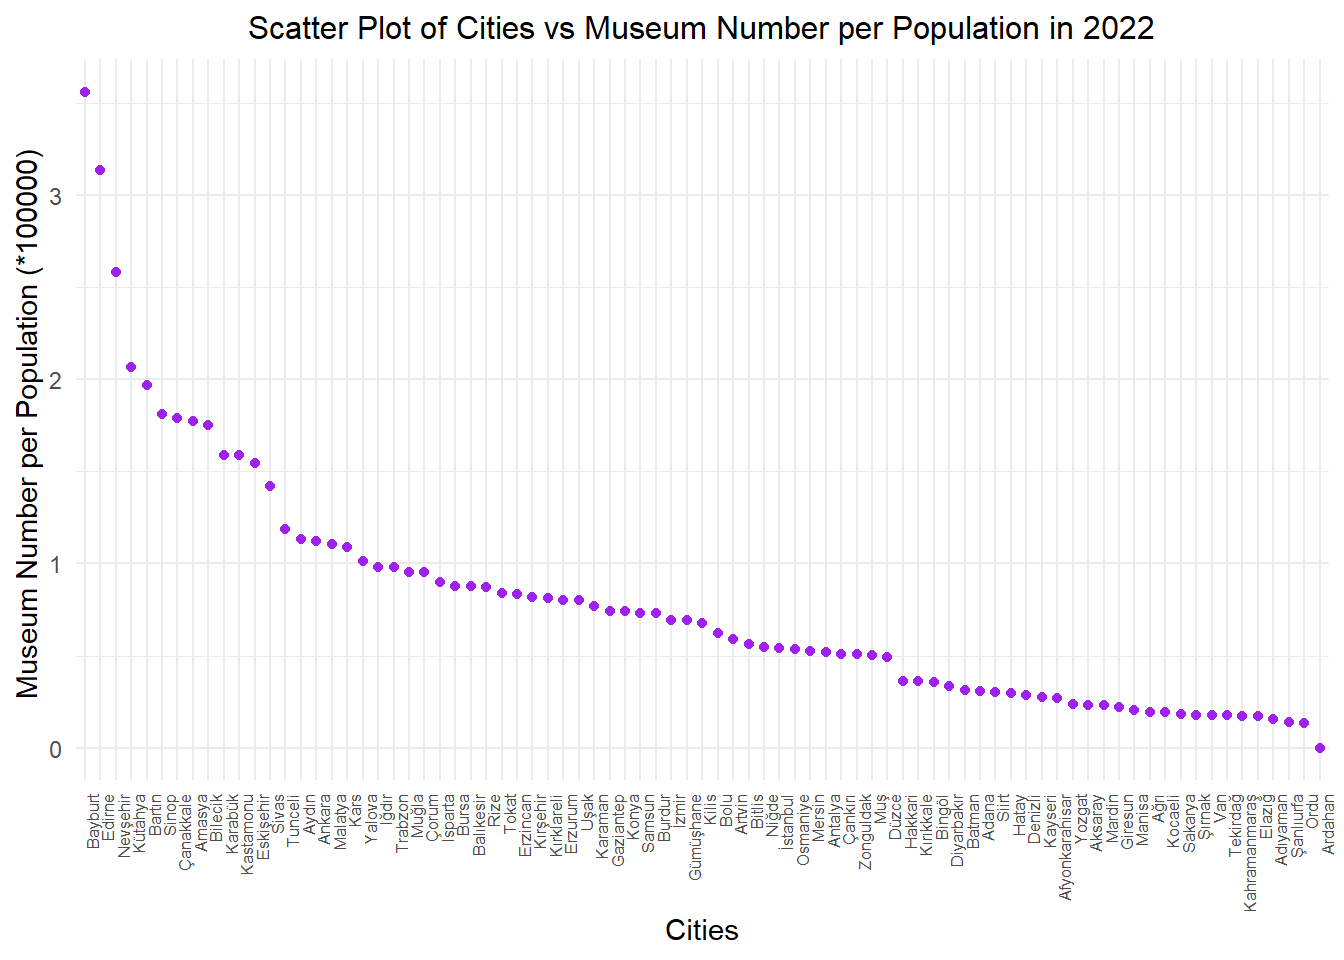 Scatter Plot of Cities vs Museum Number per Population in 2022
Museum Number per Population (*100000)
3
2
1
0
Bayburt
Edirne
Nevşehir
Kütahya
Bartın
Sinop
Çanakkale
Amasya
Bilecik
Karabük
Kastamonu
Eskişehir
Sivas
Tunceli
Aydın
Ankara
Malatya
Kars
Yalova
Iğdır
Trabzon
Muğla
Çorum
Isparta
Bursa
Balıkesir
Rize
Tokat
Erzincan
Kırşehir
Kırklareli
Erzurum
Uşak
Karaman
Gaziantep
Konya
Samsun
Burdur
İzmir
Gümüşhane
Kilis
Bolu
Artvin
Bitlis
Niğde
İstanbul
Osmaniye
Mersin
Antalya
Çankırı
Zonguldak
Muş
Düzce
Hakkari
Kırıkkale
Bingöl
Diyarbakır
Batman
Adana
Siirt
Hatay
Denizli
Kayseri
Afyonkarahisar
Yozgat
Aksaray
Mardin
Giresun
Manisa
Ağrı
Kocaeli
Sakarya
Şırnak
Van
Tekirdağ
Kahramanmaraş
Elazığ
Adıyaman
Şanlıurfa
Ordu
Ardahan
Cities